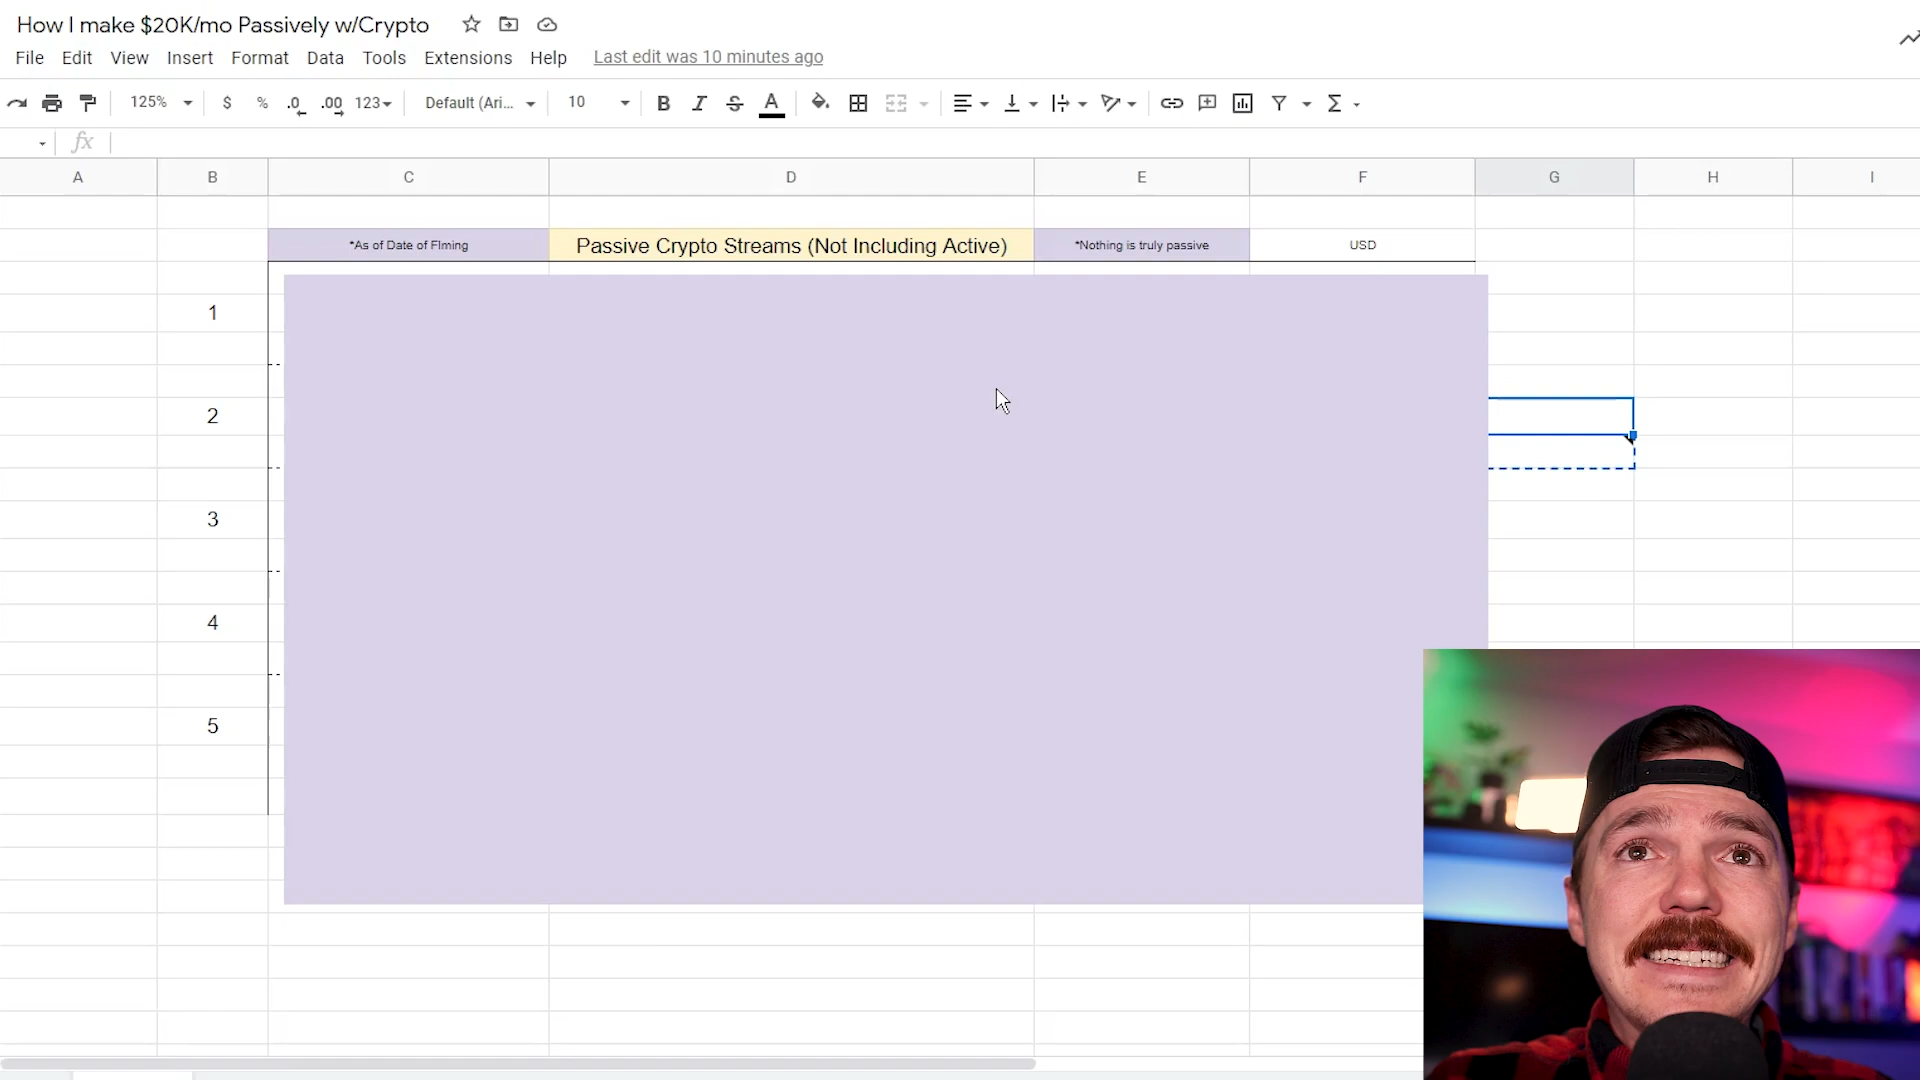 How I make $20K/mo Passively w/Crypto
File Edit View Insert Format Data Tools Extensions Help Last edit was 10 minutes ago
125% $ % .0 .00 123 Default (Ari... 10 B I S A Σ
fx
A B C D E F G H I
*As of Date of FIming Passive Crypto Streams (Not Including Active) *Nothing is truly passive USD
1
2
3
4
5